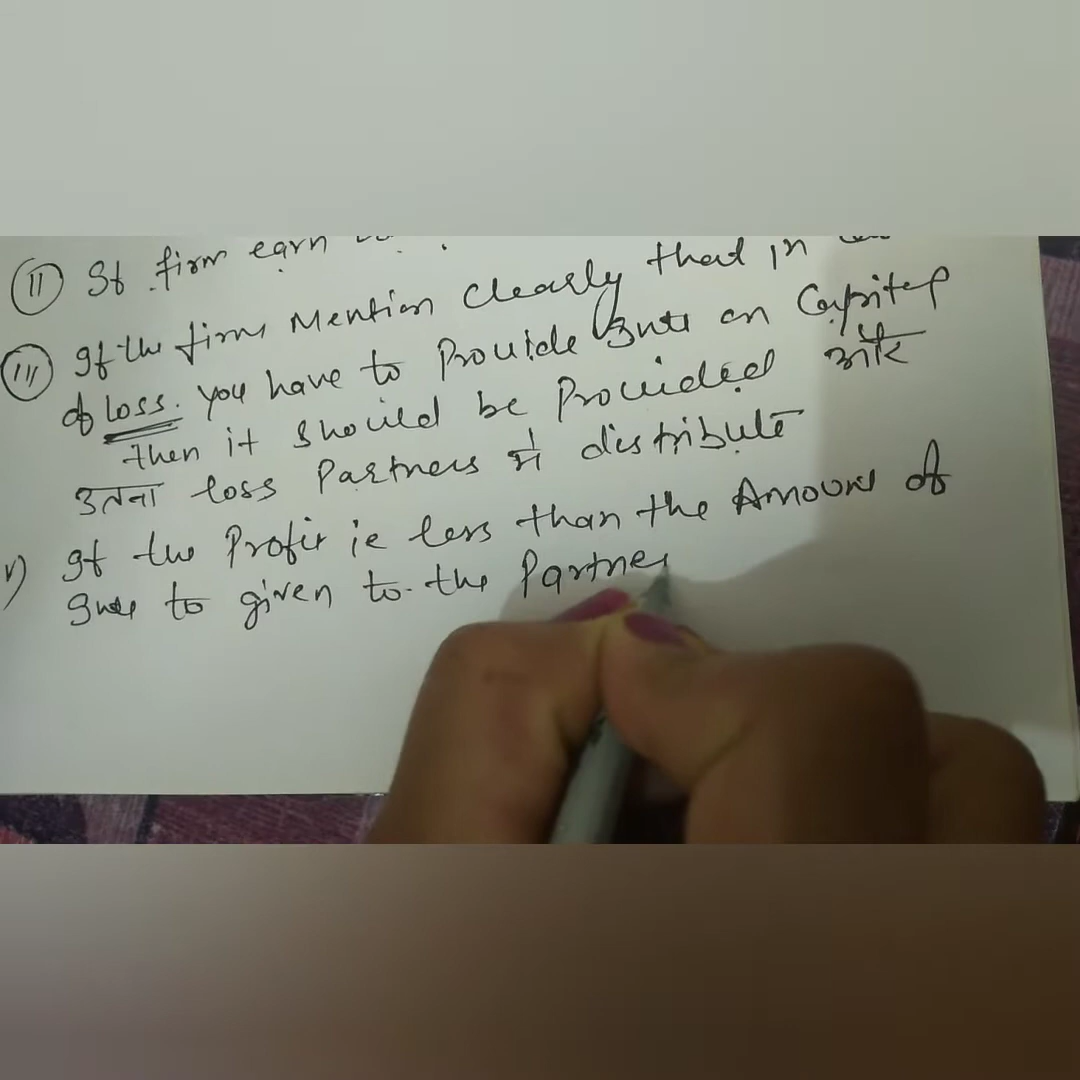 (II) If firm earn
(III) If the firms Mention Clearly that in
of Loss. you have to Provide Int: on Capital
then it should be Provided और
उतना loss Partners में distribute
If the Profit is less than the Amount of
Int: to given to the Partner